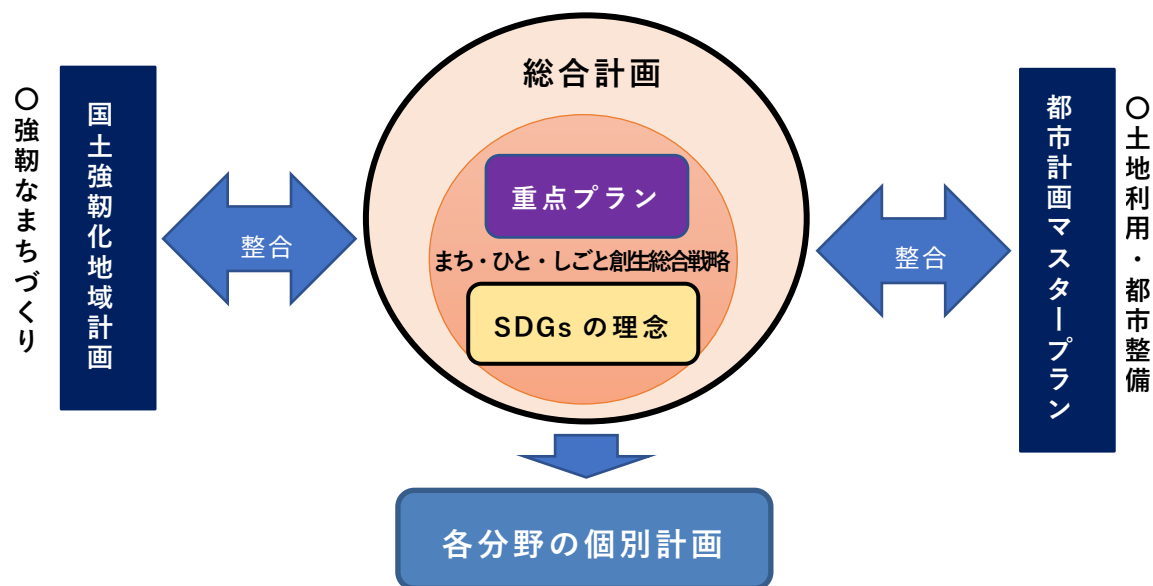 〇強靭なまちづくり
国土強靭化地域計画
整合
総合計画
重点プラン
まち・ひと・しごと創生総合戦略
SDGs の理念
整合
都市計画マスタープラン
〇土地利用・都市整備
各分野の個別計画